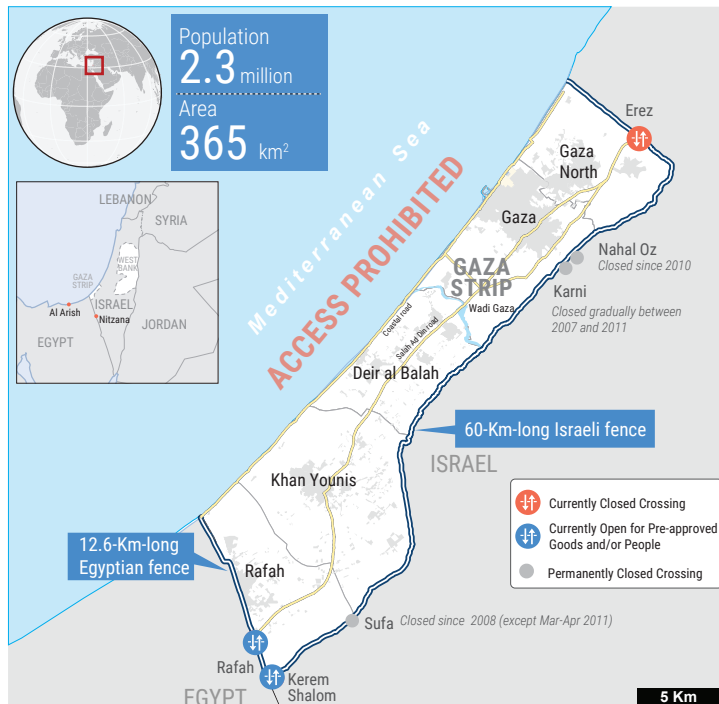 Population
2.3 million
Area
365 km²
LEBANON
SYRIA
WEST
BANK
GAZA
STRIP
ISRAEL
Al Arish
Nitzana
JORDAN
EGYPT
Mediterranean Sea
ACCESS PROHIBITED
Erez
Gaza
North
Gaza
Nahal Oz
Closed since 2010
Karni
Closed gradually between
2007 and 2011
GAZA
STRIP
Wadi Gaza
Coastal road
Salah Ad Din road
Deir al Balah
60-Km-long Israeli fence
ISRAEL
Khan Younis
12.6-Km-long
Egyptian fence
Rafah
Sufa Closed since 2008 (except Mar-Apr 2011)
Rafah
Kerem
Shalom
EGYPT
Currently Closed Crossing
Currently Open for Pre-approved
Goods and/or People
Permanently Closed Crossing
5 Km